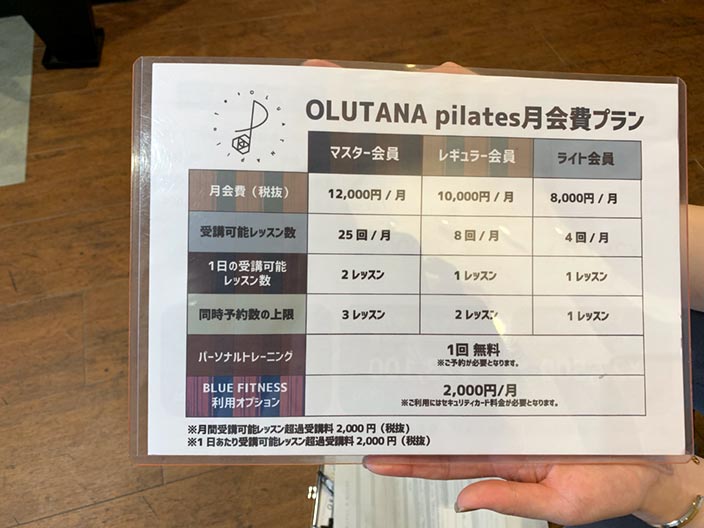 OLUTANA pilates月会費プラン
マスター会員 レギュラー会員 ライト会員
月会費（税抜） 12,000円 / 月 10,000円 / 月 8,000円 / 月
受講可能レッスン数 25 回 / 月 8 回 / 月 4 回 / 月
1日の受講可能
レッスン数 2 レッスン 1 レッスン 1 レッスン
同時予約数の上限 3 レッスン 2 レッスン 1 レッスン
パーソナルトレーニング 1回 無料
※ご予約が必要となります。
BLUE FITNESS
利用オプション 2,000円/月
※ご利用にはセキュリティカード料金が必要となります。
※月間受講可能レッスン超過受講料 2,000 円（税抜）
※1 日あたり受講可能レッスン超過受講料 2,000 円（税抜）